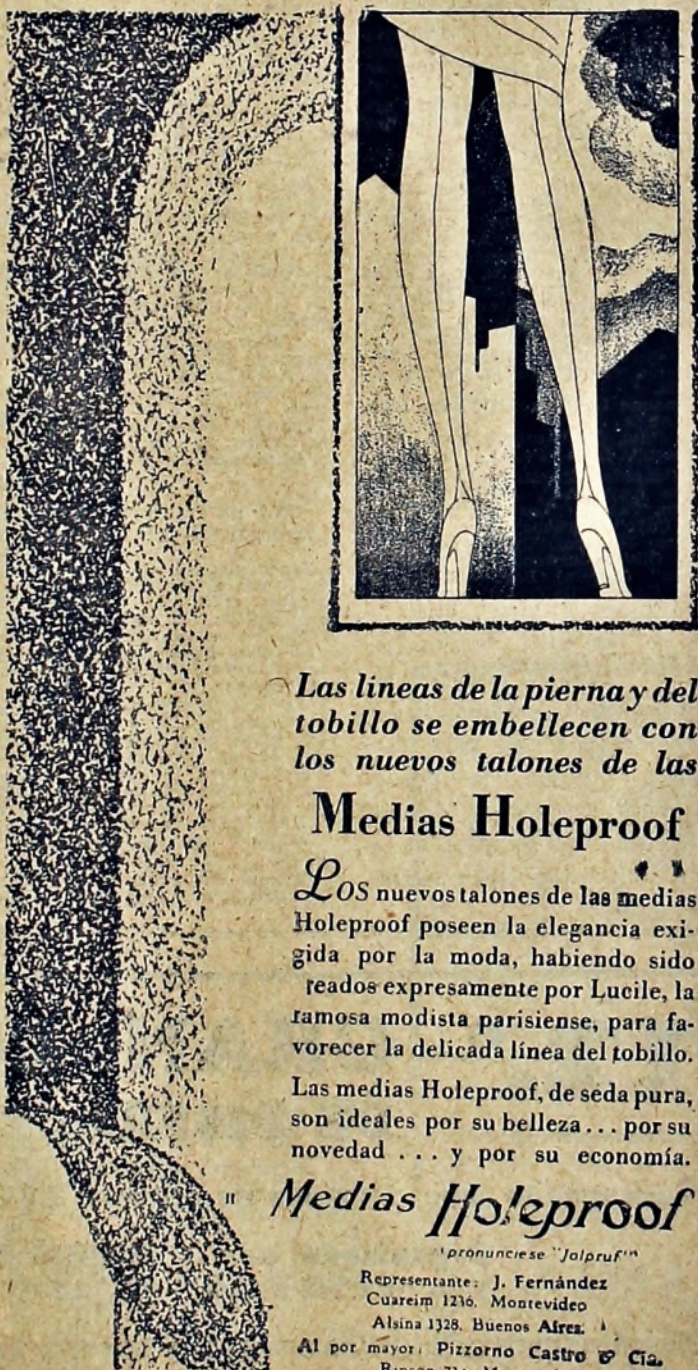 Las líneas de la pierna y del
tobillo se embellecen con
los nuevos talones de las
Medias Holeproof
Los nuevos talones de las medias
Holeproof poseen la elegancia exi-
gida por la moda, habiendo sido
reados expresamente por Lucile, la
famosa modista parisiense, para fa-
vorecer la delicada línea del tobillo.
Las medias Holeproof, de seda pura,
son ideales por su belleza... por su
novedad ... y por su economía.
Medias Holeproof
"pronunciese "Jolpruf""
Representante: J. Fernández
Cuareim 1236. Montevideo
Alsina 1328. Buenos Aires.
Al por mayor: Pizzorno Castro & Cía.